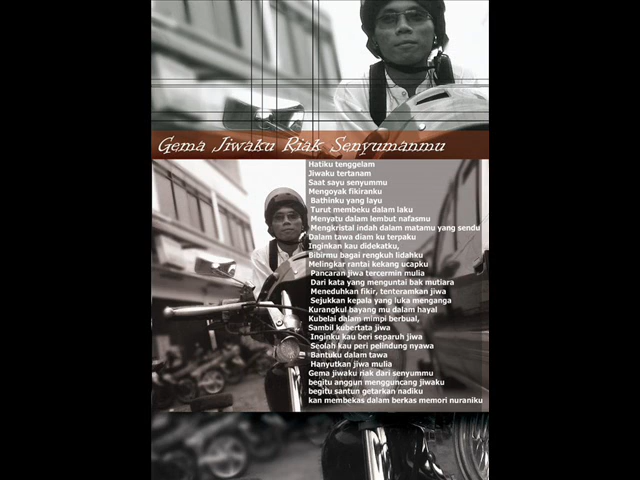 Gema Jiwaku Riak Senyumanmu
Hatiku tenggelam
Jiwaku tertanam
Saat sayu senyummu
Mengoyak fikiranku
Bathinku yang layu
Turut membeku dalam laku
Menyatu dalam lembut nafasmu
Mengkristal indah dalam matamu yang sendu
Dalam tawa diam ku terpaku
Inginkan kau didekatku,
Bibirmu bagai rengkuh lidahku
Melingkar rantai kekang ucapku
Pancaran jiwa tercermin mulia
Dari kata yang menguntai bak mutiara
Meneduhkan fikir, tenteramkan jiwa
Sejukkan kepala yang luka menganga
Kurangkul bayang mu dalam hayal
Kubelai dalam mimpi berbual,
Sambil kubertata jiwa
Inginku kau beri separuh jiwa
Seolah kau peri pelindung nyawa
Bantuku dalam tawa
Hanyutkan jiwa mulia
Gema jiwaku riak dari senyummu
begitu anggun mengguncang jiwaku
begitu santun getarkan nadiku
kan membekas dalam berkas memori nuraniku